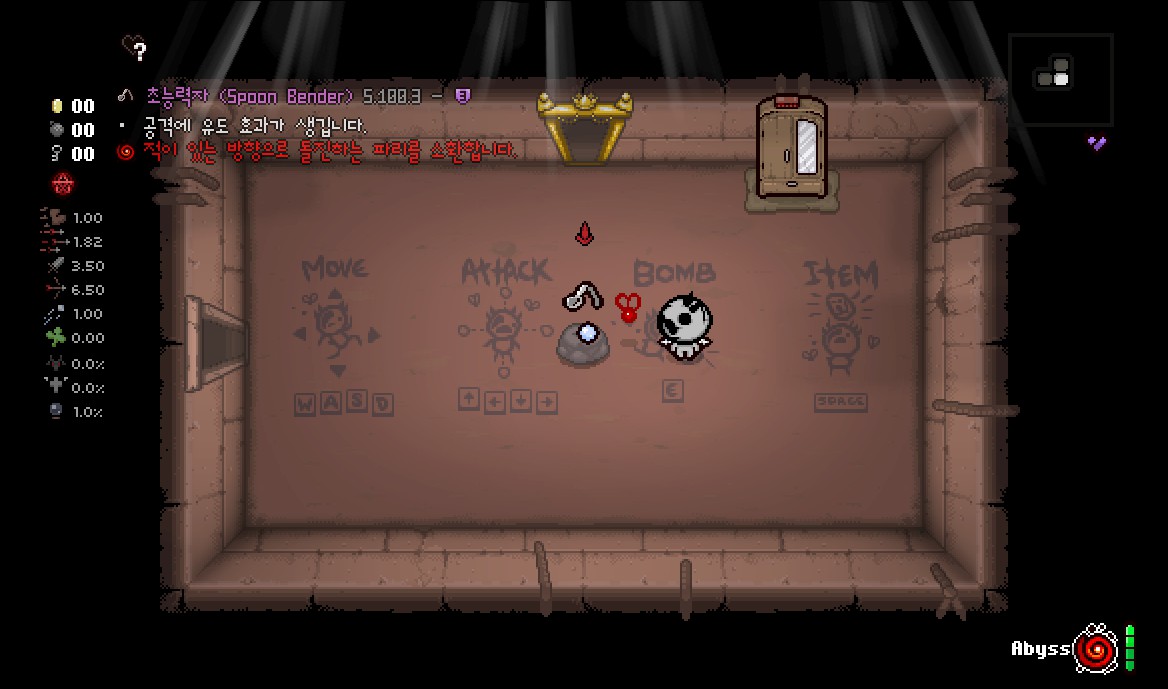 ?
초능력자 (Spoon Bender) 5.100.3 - 3
00
공격에 유도 효과가 생깁니다.
00
적이 있는 방향으로 돌진하는 파리를 소환합니다.
00
1.00
1.82
3.50
6.50
1.00
0.00
0.0%
0.0%
1.0%
MOVE
ATTACK
BOMB
ITEM
W A S D
↑ ← ↓ →
E
SPACE
Abyss